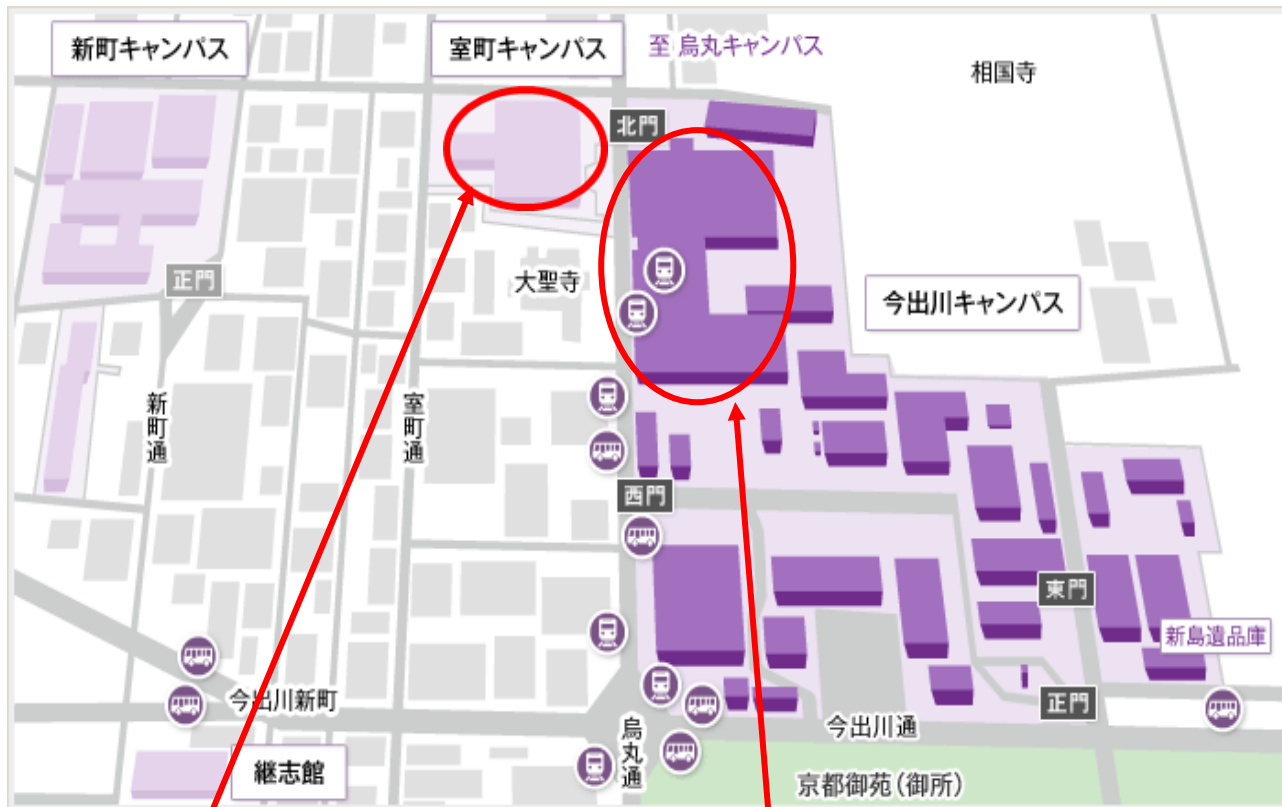 新町キャンパス
室町キャンパス
至 烏丸キャンパス
相国寺
北門
正門
大聖寺
今出川キャンパス
新町通
室町通
西門
東門
新島遺品庫
今出川新町
正門
烏丸通
今出川通
継志館
京都御苑(御所)